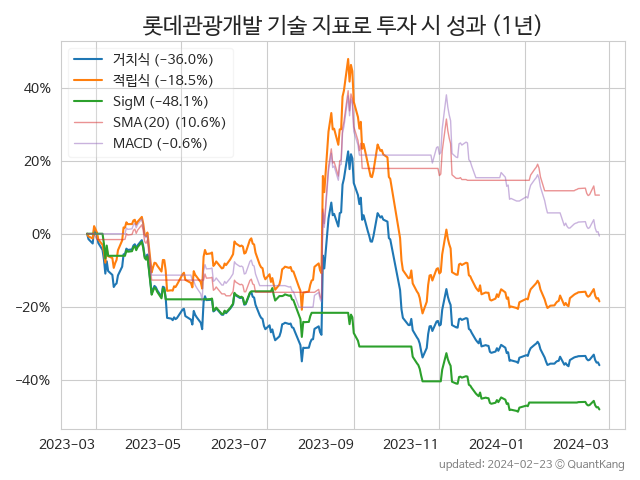 롯데관광개발 기술 지표로 투자 시 성과 (1년)
거치식 (−36.0%)
적립식 (−18.5%)
SigM (−48.1%)
SMA(20) (10.6%)
MACD (−0.6%)
40%
20%
0%
−20%
−40%
2023-03 2023-05 2023-07 2023-09 2023-11 2024-01 2024-03
updated: 2024-02-23 ⓒ QuantKang